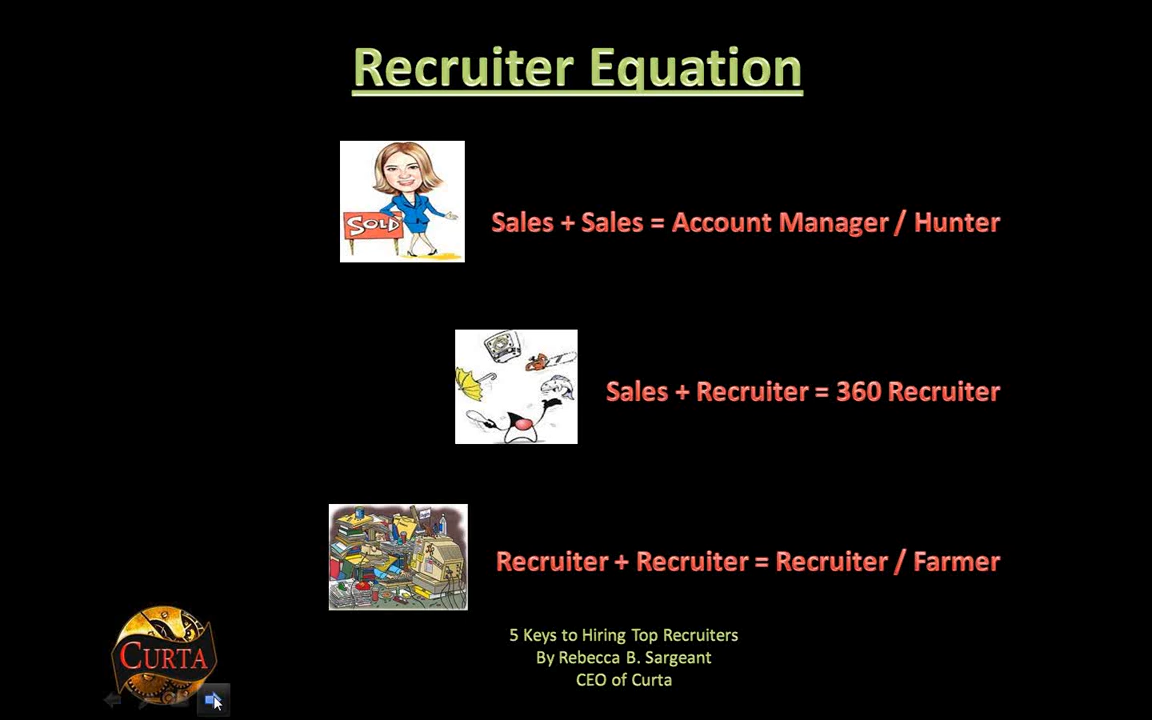 Recruiter Equation
SOLD
Sales + Sales = Account Manager / Hunter
Sales + Recruiter = 360 Recruiter
Recruiter + Recruiter = Recruiter / Farmer
5 Keys to Hiring Top Recruiters
By Rebecca B. Sargeant
CEO of Curta
CURTA